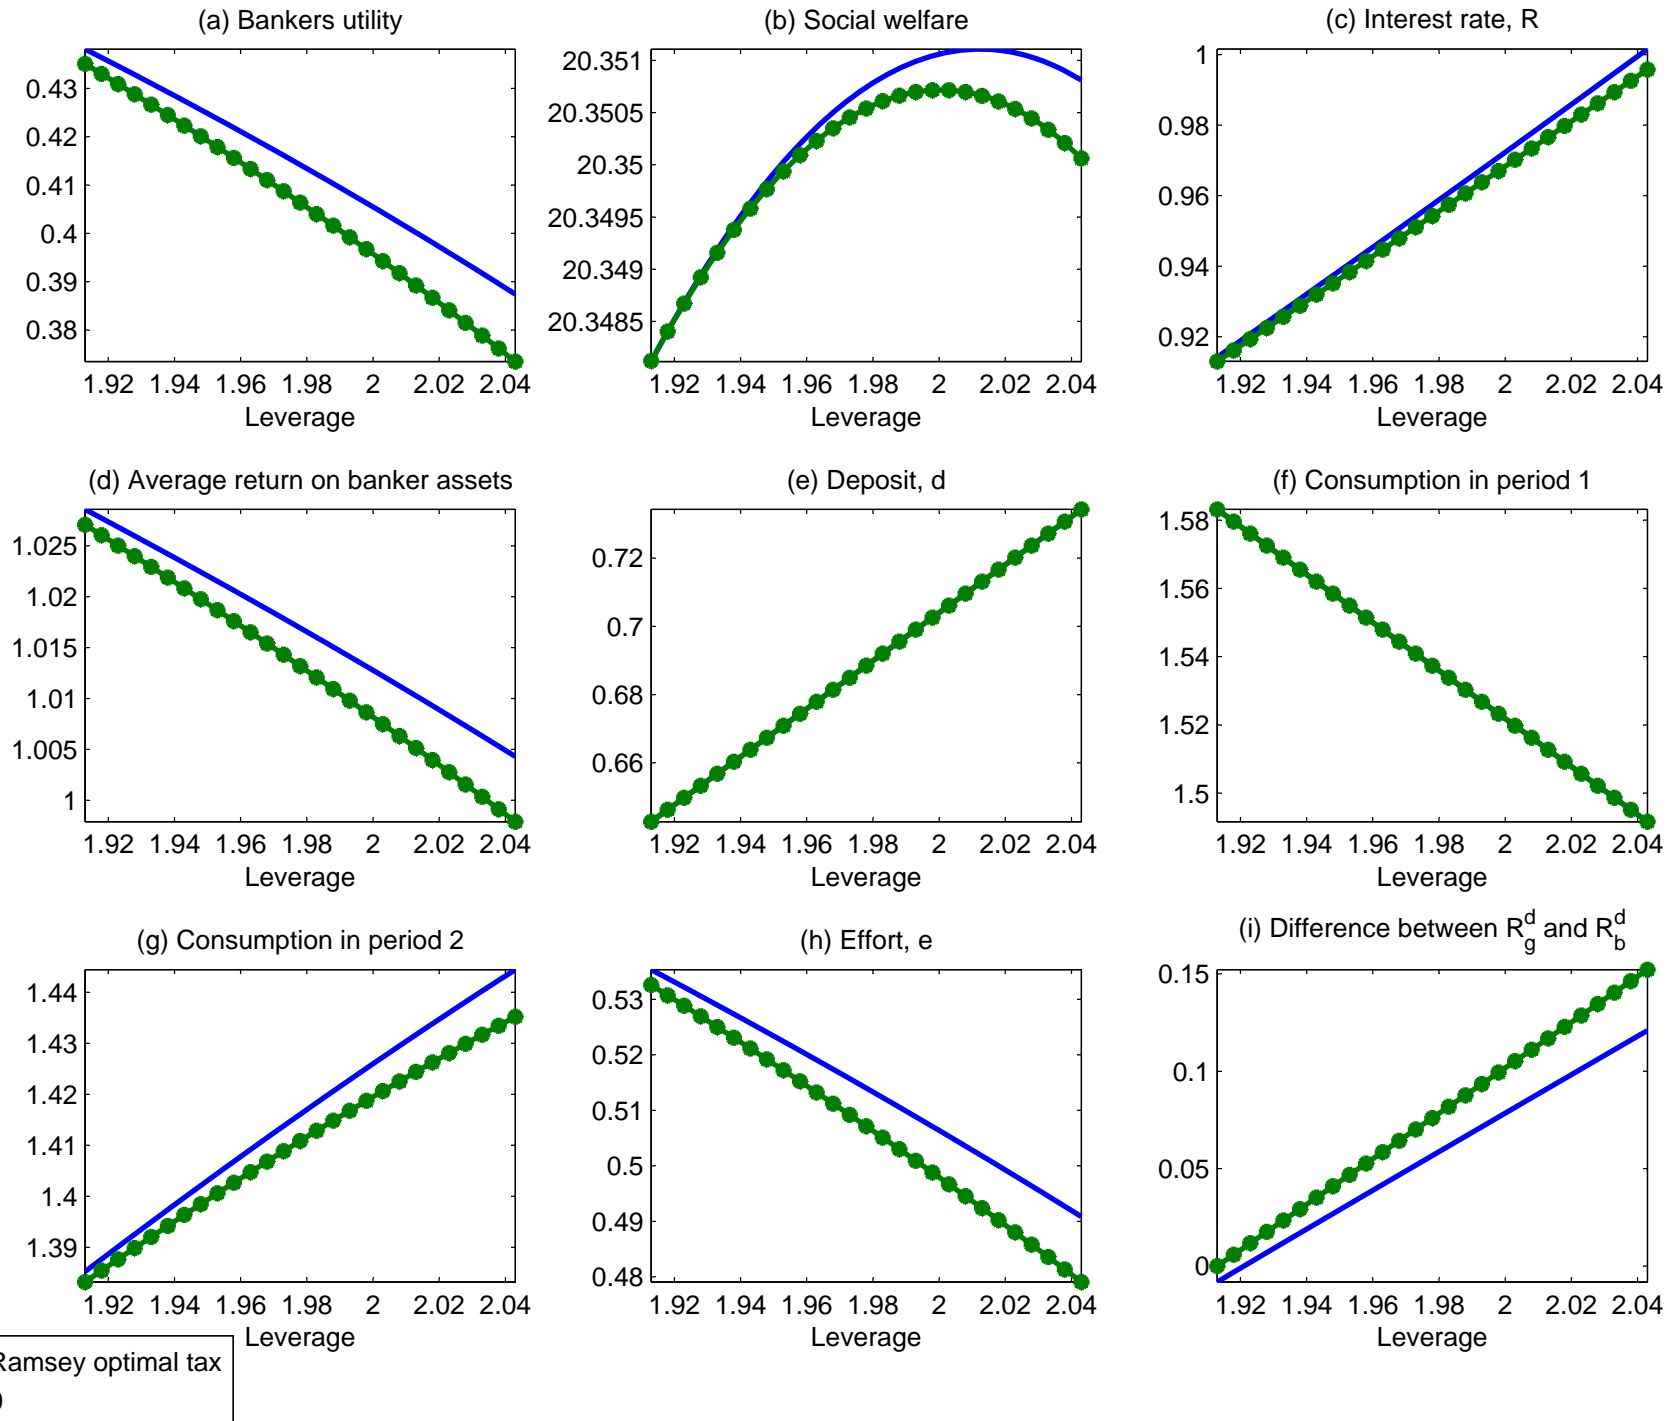 (a) Bankers utility
0.43
0.42
0.41
0.4
0.39
0.38
1.92 1.94 1.96 1.98 2 2.02 2.04
Leverage
(b) Social welfare
20.351
20.3505
20.35
20.3495
20.349
20.3485
1.92 1.94 1.96 1.98 2 2.02 2.04
Leverage
(c) Interest rate, R
1
0.98
0.96
0.94
0.92
1.92 1.94 1.96 1.98 2 2.02 2.04
Leverage
(d) Average return on banker assets
1.025
1.02
1.015
1.01
1.005
1
1.92 1.94 1.96 1.98 2 2.02 2.04
Leverage
(e) Deposit, d
0.72
0.7
0.68
0.66
1.92 1.94 1.96 1.98 2 2.02 2.04
Leverage
(f) Consumption in period 1
1.58
1.56
1.54
1.52
1.5
1.92 1.94 1.96 1.98 2 2.02 2.04
Leverage
(g) Consumption in period 2
1.44
1.43
1.42
1.41
1.4
1.39
1.92 1.94 1.96 1.98 2 2.02 2.04
Leverage
(h) Effort, e
0.53
0.52
0.51
0.5
0.49
0.48
1.92 1.94 1.96 1.98 2 2.02 2.04
Leverage
(i) Difference between R_g^d and R_b^d
0.15
0.1
0.05
0
1.92 1.94 1.96 1.98 2 2.02 2.04
Leverage
Ramsey optimal tax